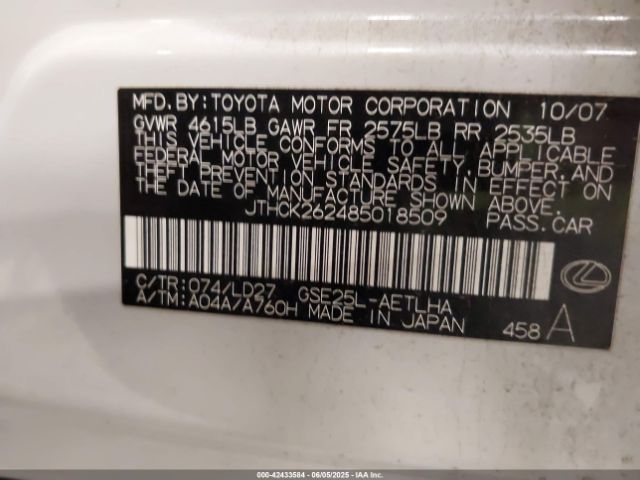 MFD. BY: TOYOTA MOTOR CORPORATION 10/07
GVWR 4615LB GAWR FR 2575LB RR 2535LB
THIS VEHICLE CONFORMS TO ALL APPLICABLE
FEDERAL MOTOR VEHICLE SAFETY, BUMPER, AND
THEFT PREVENTION STANDARDS IN EFFECT ON
THE DATE OF MANUFACTURE SHOWN ABOVE.
JTHCK262485018509 PASS. CAR
C/TR: 074/LD27 GSE25L-AETLHA
A/TM: A04A/A760H MADE IN JAPAN 458 A
000-42433584 - 06/05/2025 - IAA Inc.